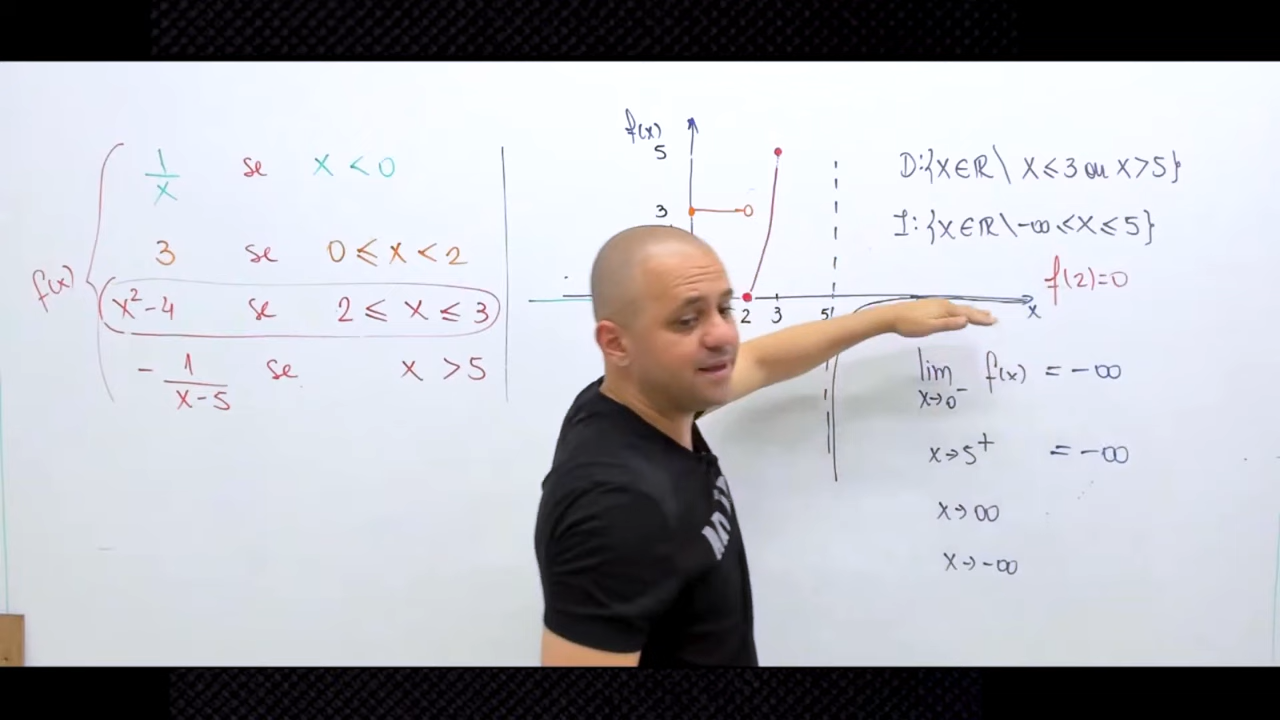 f(x) { 1/x se x < 0
3 se 0 ≤ x < 2
x² - 4 se 2 ≤ x ≤ 3
- 1/(x-5) se x > 5
f(x)
5
3
2 3 5
x
D:{x∈ℝ \ x ≤ 3 ou x > 5}
I:{x∈ℝ \ -∞ < x ≤ 5}
f(2)=0
lim x→0⁻ f(x) = -∞
x→5⁺ = -∞
x→∞
x→-∞